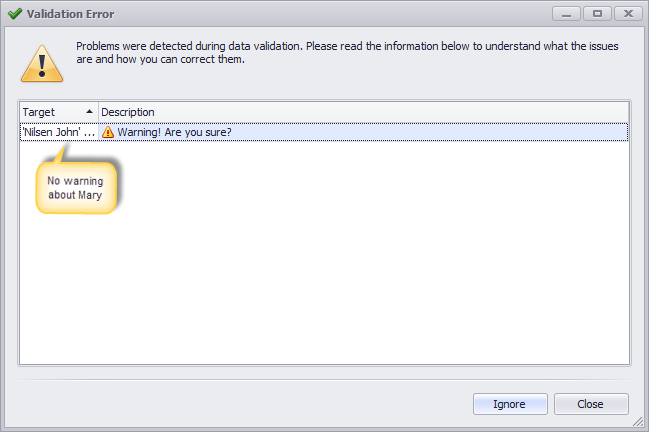 Validation Error
Problems were detected during data validation. Please read the information below to understand what the issues
are and how you can correct them.
Target Description
'Nilsen John' ... Warning! Are you sure?
No warning
about Mary
Ignore Close